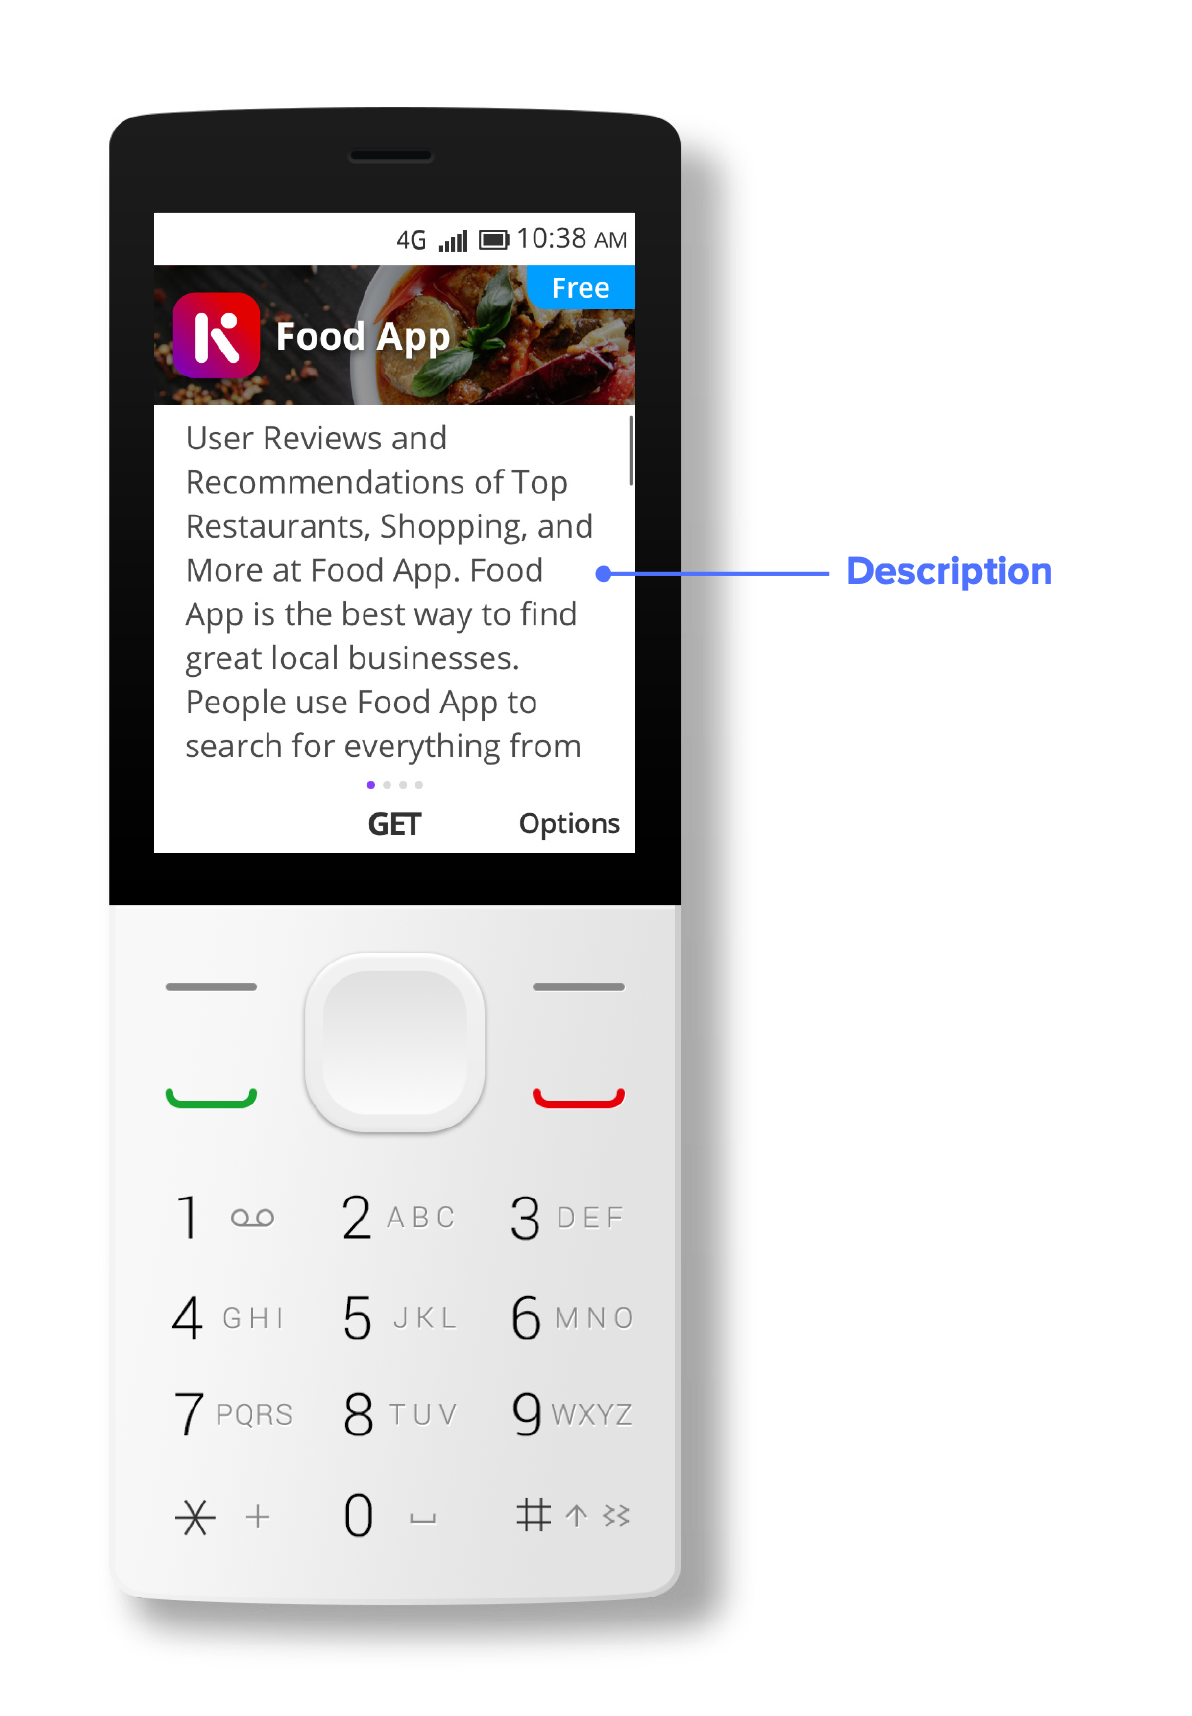 4G 10:38 AM
Free
Food App
User Reviews and
Recommendations of Top
Restaurants, Shopping, and
More at Food App. Food
App is the best way to find
great local businesses.
People use Food App to
search for everything from
GET Options
Description
1 2 ABC 3 DEF
4 GHI 5 JKL 6 MNO
7 PQRS 8 TUV 9 WXYZ
* + 0 #